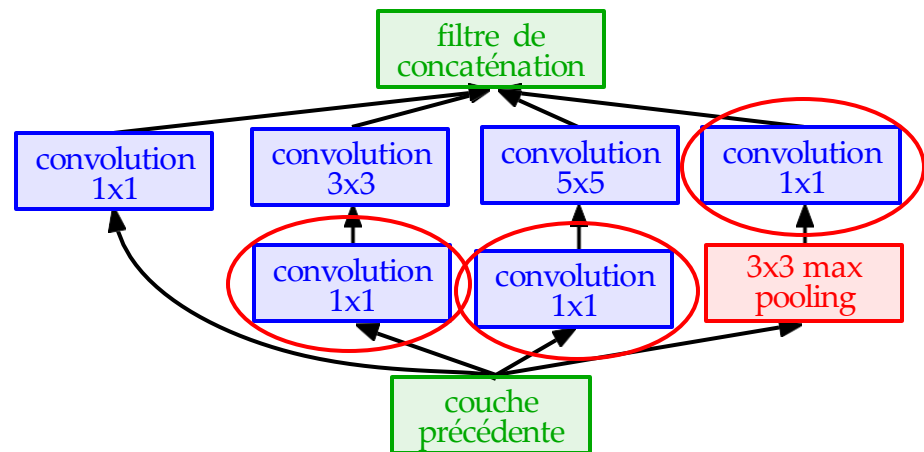 filtre de
concaténation
convolution
1x1
convolution
3x3
convolution
5x5
convolution
1x1
convolution
1x1
convolution
1x1
3x3 max
pooling
couche
précédente